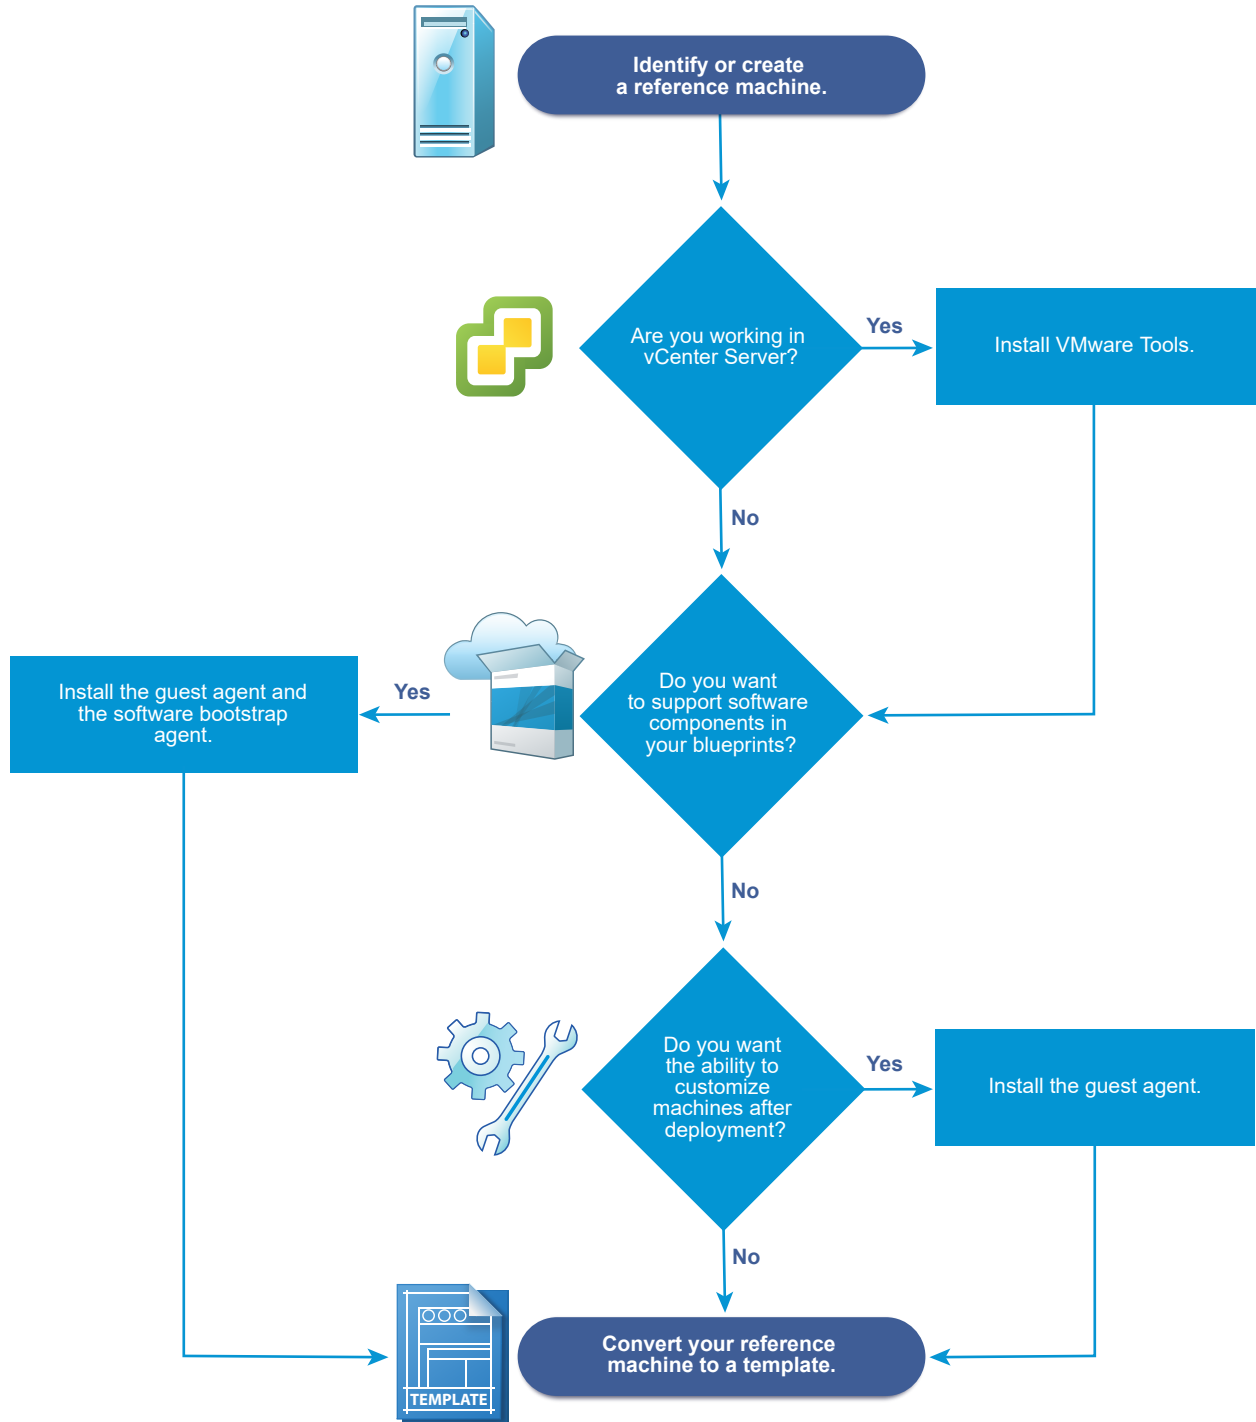 Identify or create
a reference machine.
Are you working in
vCenter Server?
Yes
Install VMware Tools.
No
Do you want
to support software
components in
your blueprints?
Yes
Install the guest agent and
the software bootstrap
agent.
No
Do you want
the ability to
customize
machines after
deployment?
Yes
Install the guest agent.
No
Convert your reference
machine to a template.
TEMPLATE